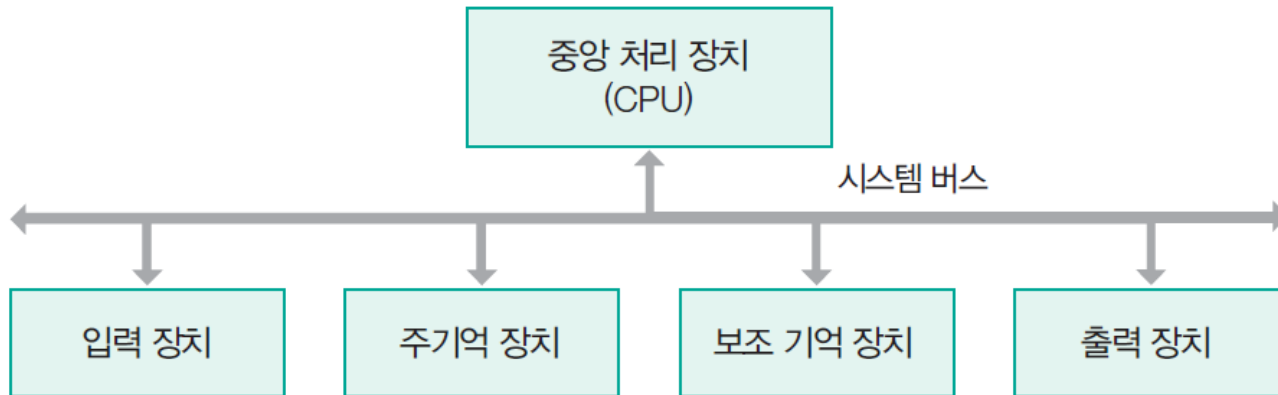 중앙 처리 장치
(CPU)
시스템 버스
입력 장치
주기억 장치
보조 기억 장치
출력 장치